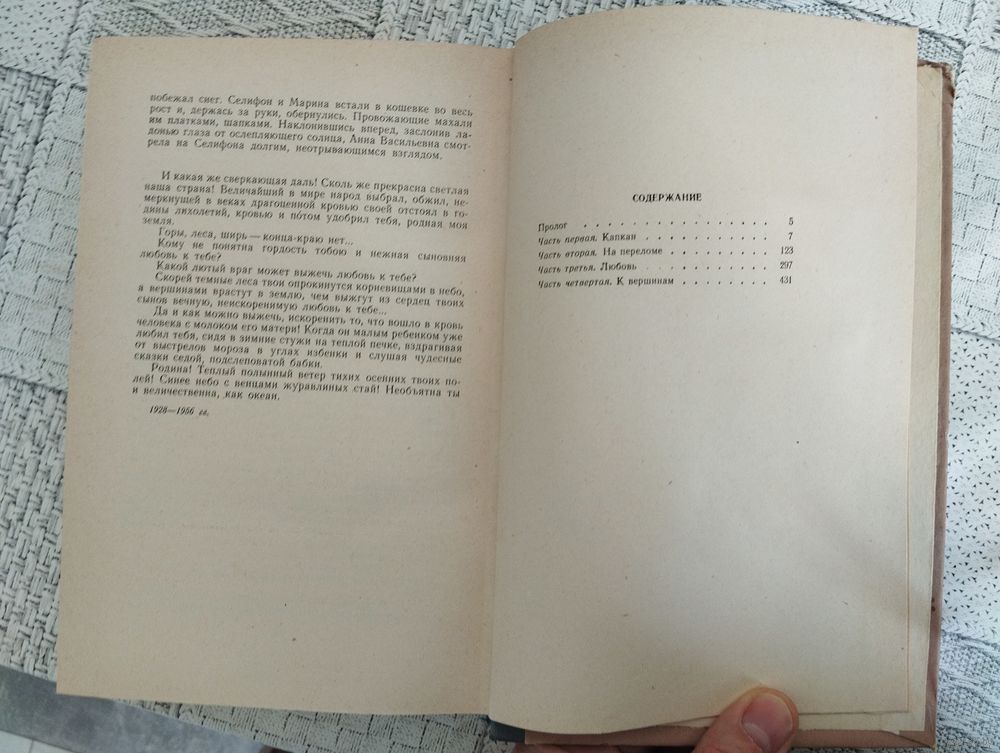 побежал снег. Селифон и Марина встали в кошевке во весь
рост и, держась за руки, обернулись. Провожающие махали
им платками, шапками. Наклонившись вперед, заслонив ла-
донью глаза от ослепляющего солнца, Анна Васильевна смот-
рела на Селифона долгим, неотрывающимся взглядом.
И какая же сверкающая даль! Сколь же прекрасна светлая
наша страна! Величайший в мире народ выбрал, обжил, не-
меркнущей в веках драгоценной кровью своей отстоял в го-
дины лихолетий, кровью и потом удобрил тебя, родная моя
земля.
Горы, леса, ширь — конца-краю нет...
Кому не понятна гордость тобою и нежная сыновняя
любовь к тебе?
Какой лютый враг может выжечь любовь к тебе?
Скорей темные леса твои опрокинутся корневищами в небо,
а вершинами врастут в землю, чем выжгут из сердец твоих
сынов вечную, неискоренимую любовь к тебе...
Да и как можно выжечь, искоренить то, что вошло в кровь
человека с молоком его матери! Когда он малым ребенком уже
любил тебя, сидя в зимние стужи на теплой печке, вздрагивая
от выстрелов мороза в углах избенки и слушая чудесные
сказки седой, подслеповатой бабки.
Родина! Теплый полынный ветер тихих осенних твоих по-
лей! Синее небо с венцами журавлиных стай! Необъятна ты
и величественна, как океан.
1928—1956 гг.
СОДЕРЖАНИЕ
Пролог . . . . . . . . . . . . . 5
Часть первая. Капкан . . . . . . . . . 7
Часть вторая. На переломе . . . . . . . 123
Часть третья. Любовь . . . . . . . . . 297
Часть четвертая. К вершинам . . . . . . 431